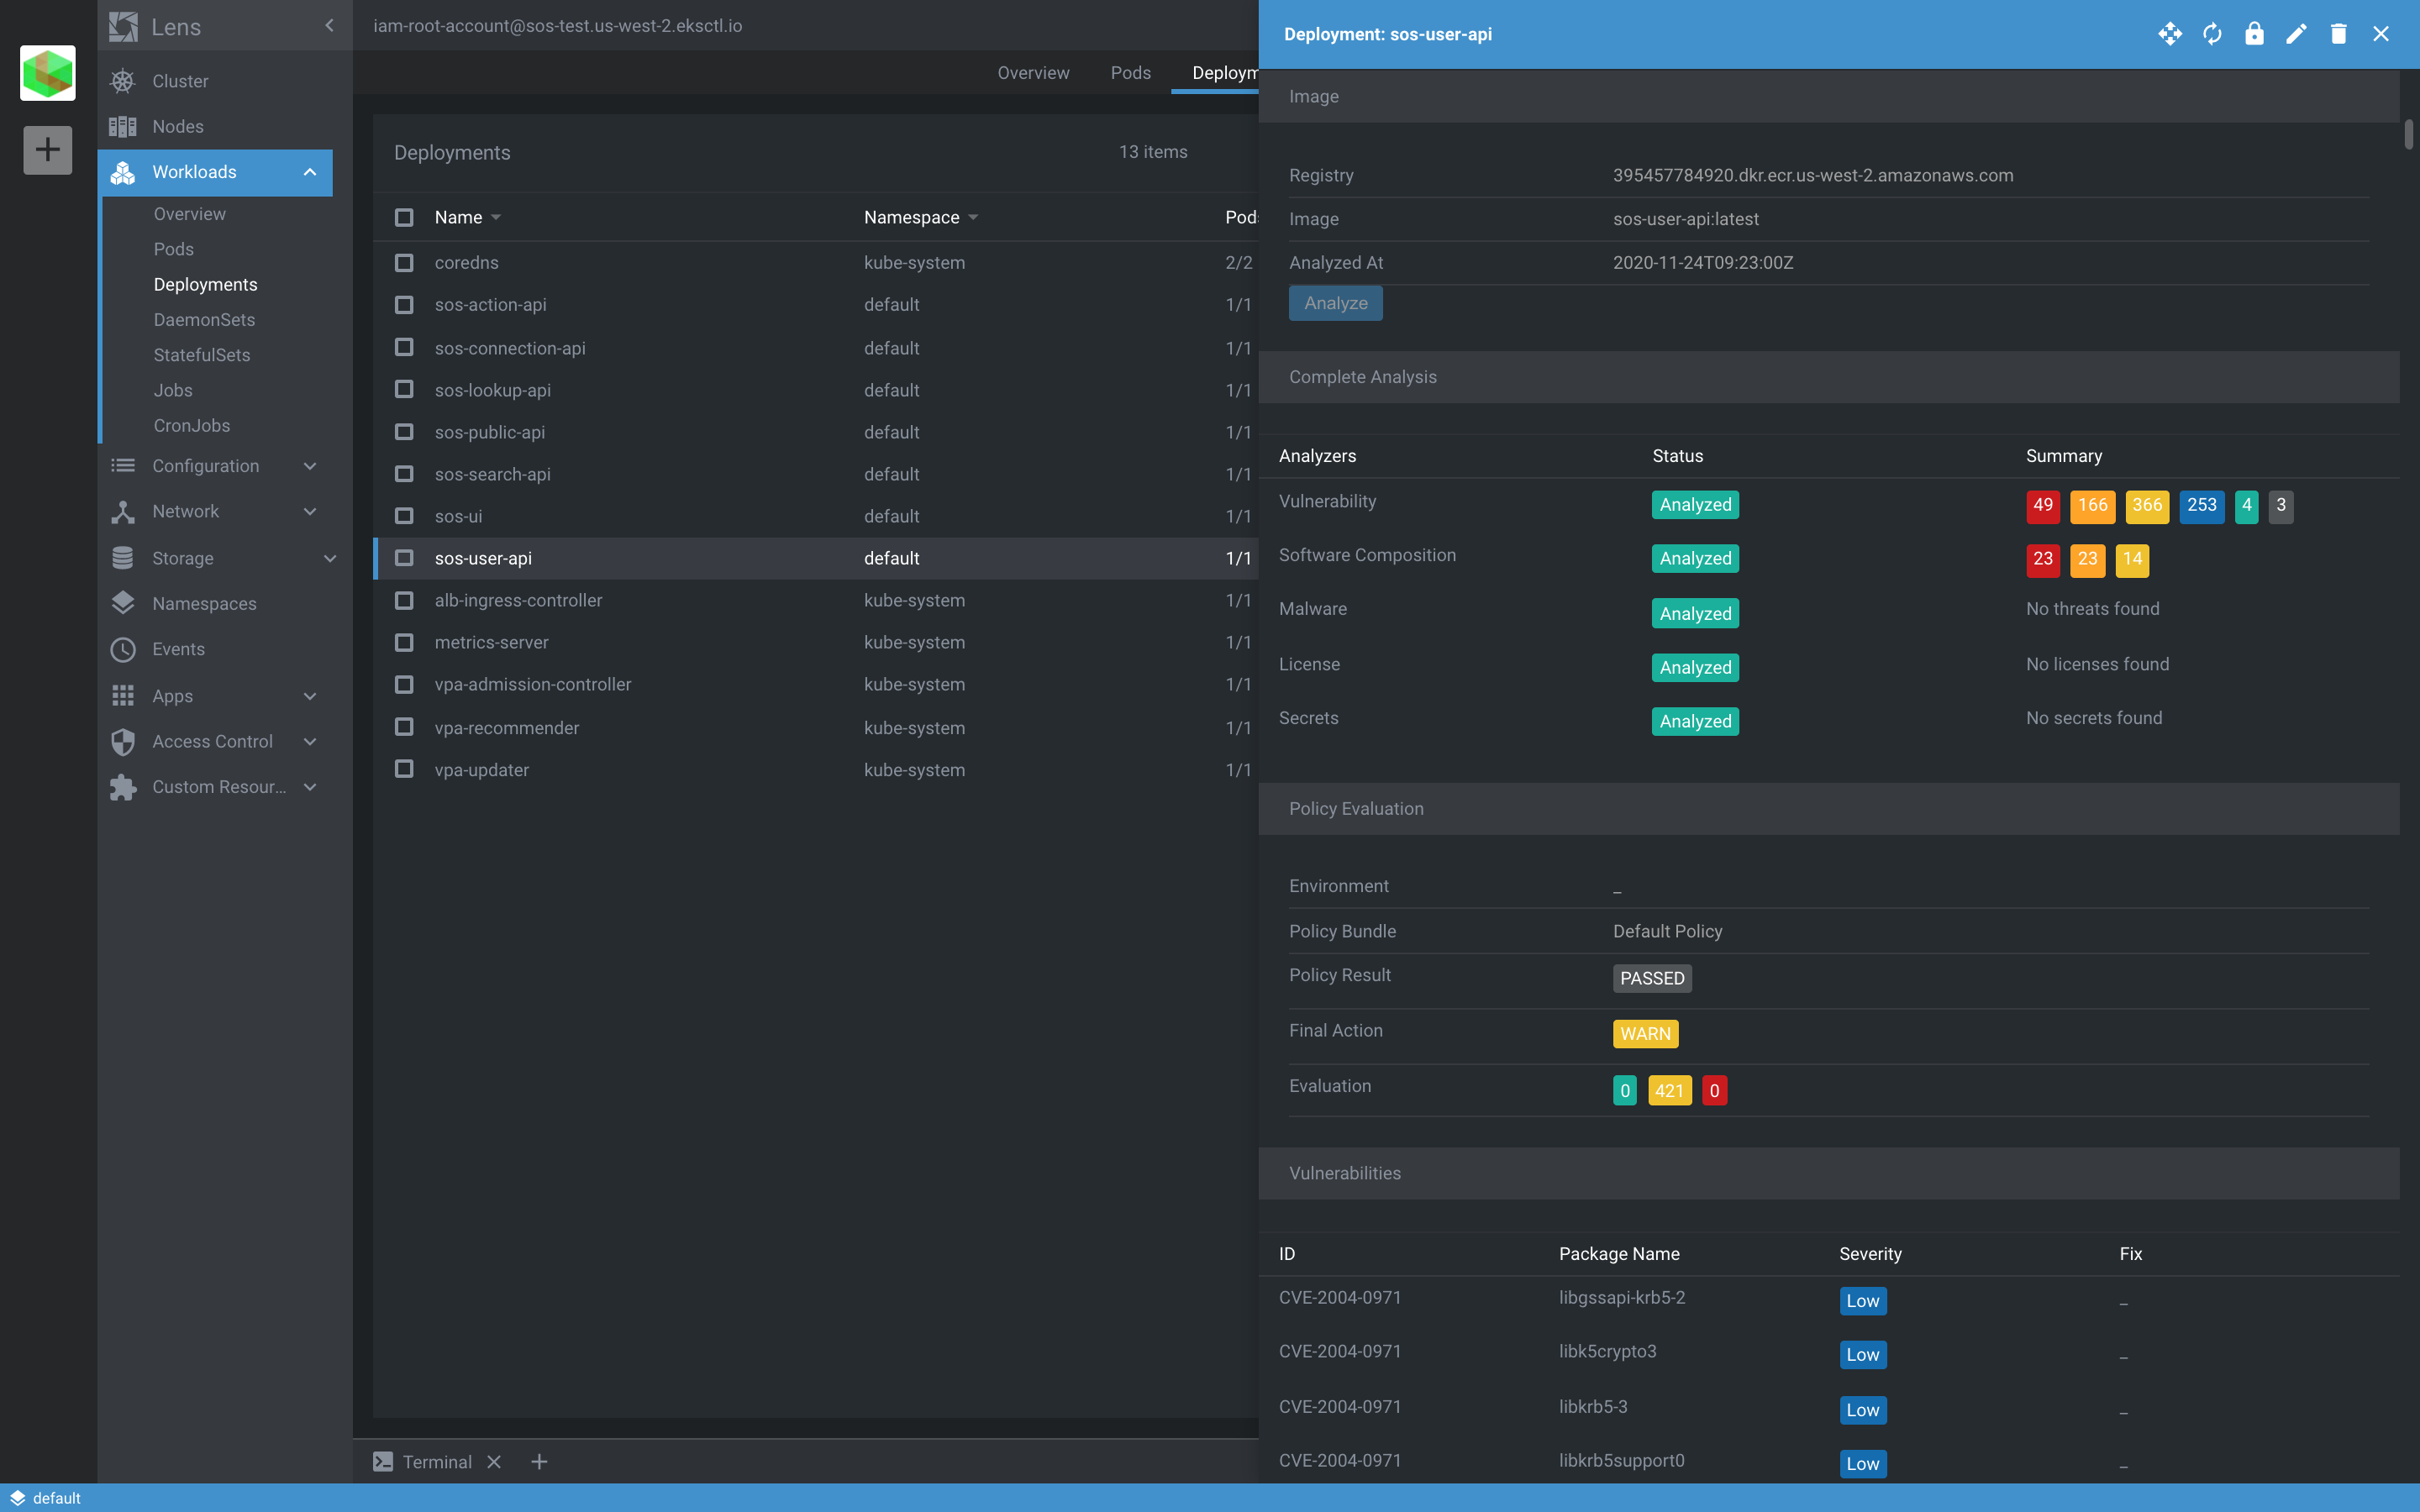 Lens
Cluster
Nodes
Workloads
Overview
Pods
Deployments
DaemonSets
StatefulSets
Jobs
CronJobs
Configuration
Network
Storage
Namespaces
Events
Apps
Access Control
Custom Resour...
iam-root-account@sos-test.us-west-2.eksctl.io
Overview Pods Deploym
Deployments 13 items
Name Namespace Pod
coredns kube-system 2/2
sos-action-api default 1/1
sos-connection-api default 1/1
sos-lookup-api default 1/1
sos-public-api default 1/1
sos-search-api default 1/1
sos-ui default 1/1
sos-user-api default 1/1
alb-ingress-controller kube-system 1/1
metrics-server kube-system 1/1
vpa-admission-controller kube-system 1/1
vpa-recommender kube-system 1/1
vpa-updater kube-system 1/1
Terminal
default
Deployment: sos-user-api
Image
Registry 395457784920.dkr.ecr.us-west-2.amazonaws.com
Image sos-user-api:latest
Analyzed At 2020-11-24T09:23:00Z
Analyze
Complete Analysis
Analyzers Status Summary
Vulnerability Analyzed 49 166 366 253 4 3
Software Composition Analyzed 23 23 14
Malware Analyzed No threats found
License Analyzed No licenses found
Secrets Analyzed No secrets found
Policy Evaluation
Environment _
Policy Bundle Default Policy
Policy Result PASSED
Final Action WARN
Evaluation 0 421 0
Vulnerabilities
ID Package Name Severity Fix
CVE-2004-0971 libgssapi-krb5-2 Low _
CVE-2004-0971 libk5crypto3 Low _
CVE-2004-0971 libkrb5-3 Low _
CVE-2004-0971 libkrb5support0 Low _